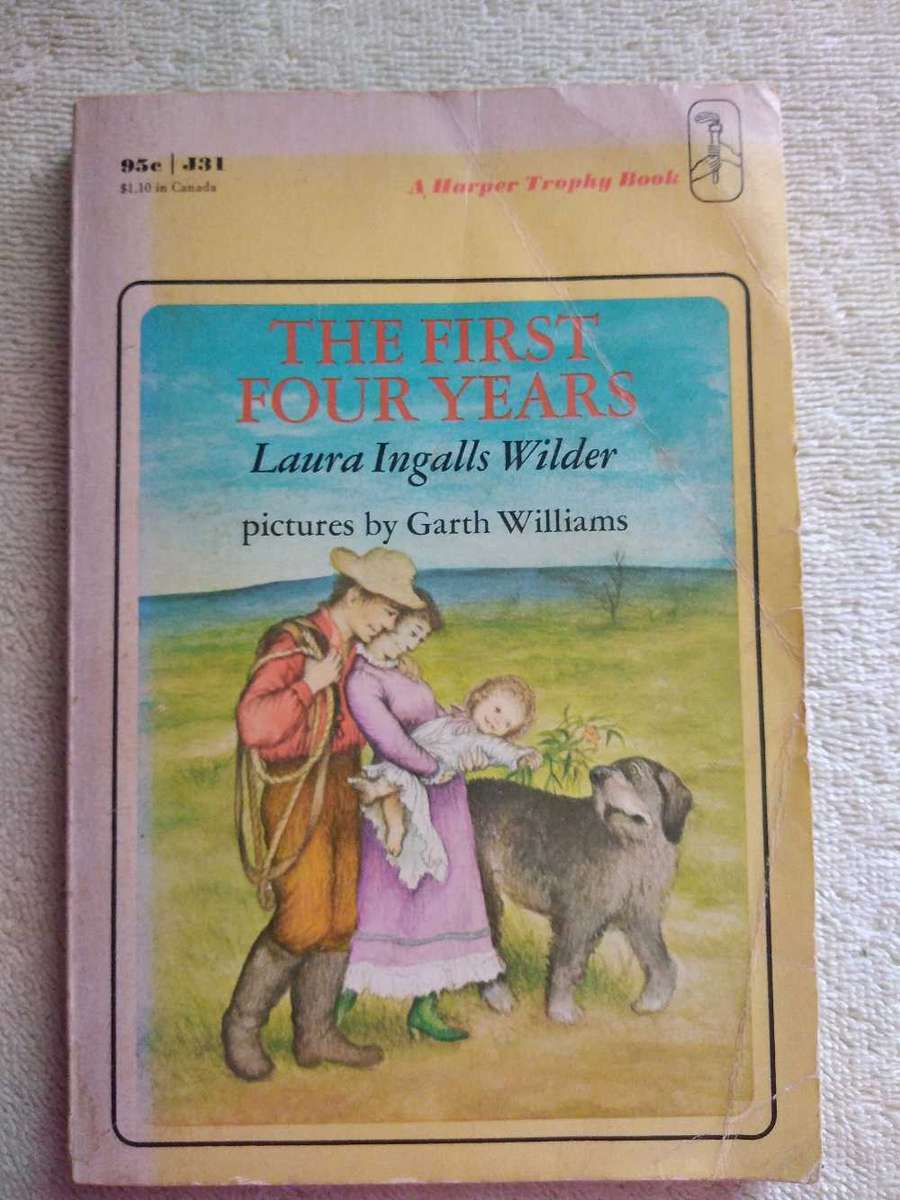 95c | J31
$1.10 in Canada
A Harper Trophy Book
THE FIRST
FOUR YEARS
Laura Ingalls Wilder
pictures by Garth Williams